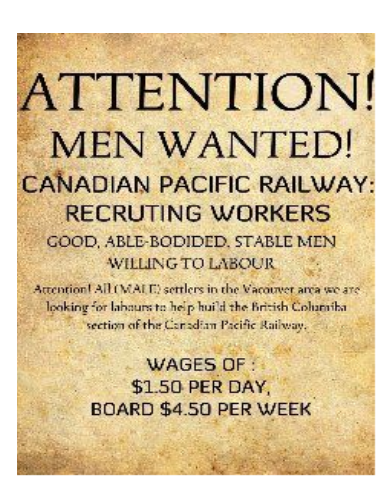 ATTENTION!
MEN WANTED!
CANADIAN PACIFIC RAILWAY:
RECRUTING WORKERS
GOOD, ABLE-BODIDED, STABLE MEN
WILLING TO LABOUR
Attention! All (MALE) settlers in the Vacouver area we are
looking for labours to help build the British Columiba
section of the Canadian Pacific Railway.
WAGES OF :
$1.50 PER DAY,
BOARD $4.50 PER WEEK